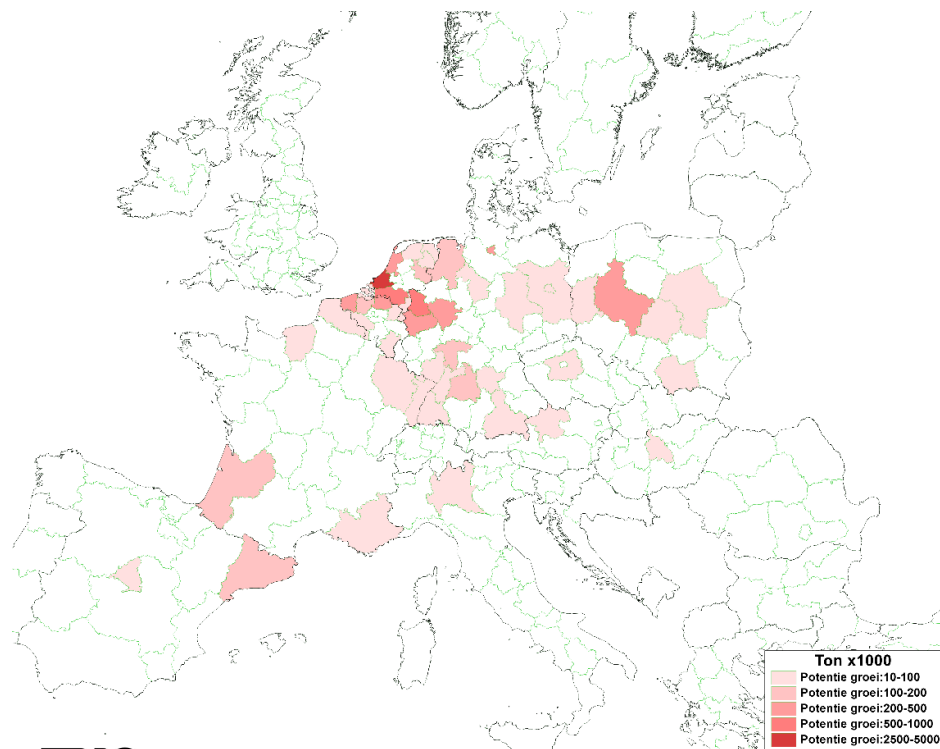 Ton x1000
Potentie groei:10-100
Potentie groei:100-200
Potentie groei:200-500
Potentie groei:500-1000
Potentie groei:2500-5000